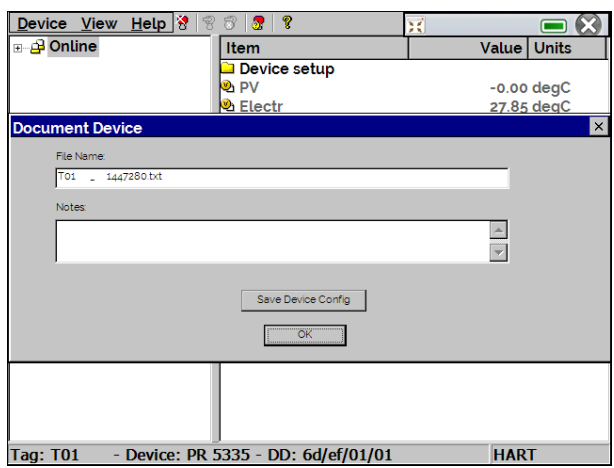 Device View Help
Online
Item Value Units
Device setup
PV -0.00 degC
Electr 27.85 degC
Document Device
File Name:
T01 _ 1447280.txt
Notes:
Save Device Config
OK
Tag: T01 - Device: PR 5335 - DD: 6d/ef/01/01 HART